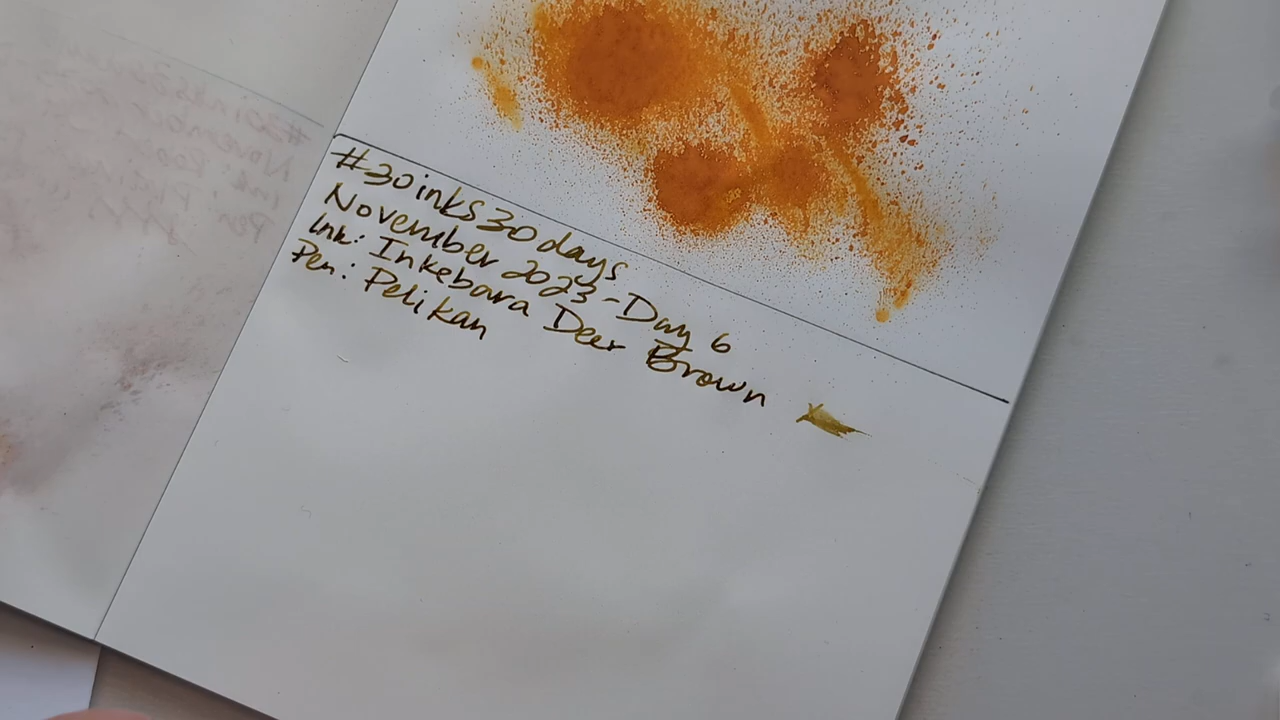 #30inks30days
November 2023 - Day 6
Ink: Inkebara Deer Brown
Pen: Pelikan